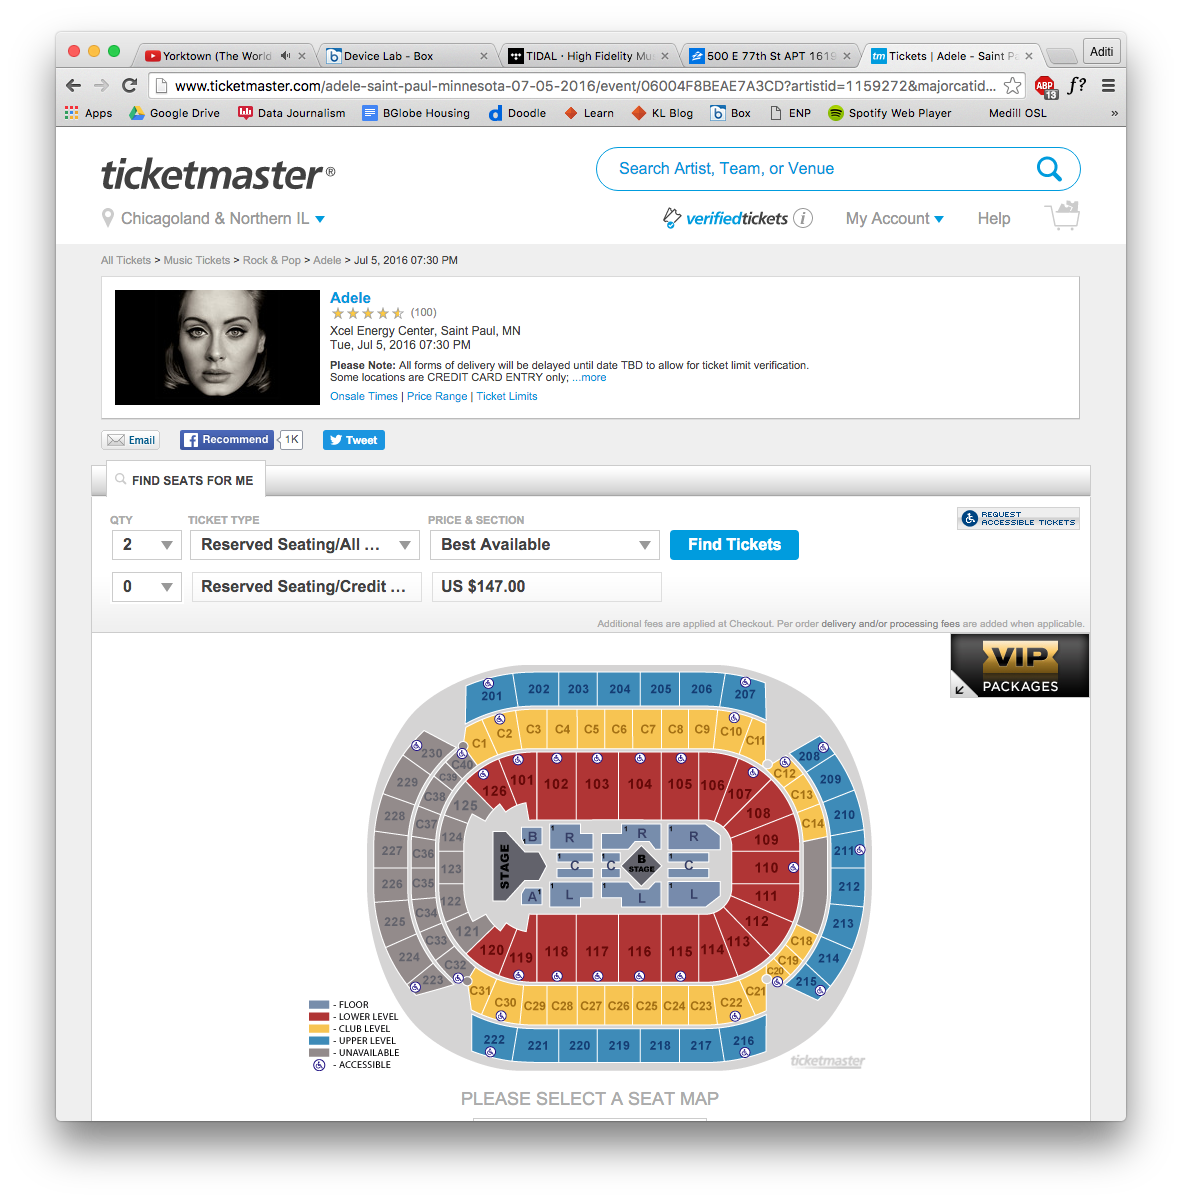 Yorktown (The World
Device Lab - Box
TIDAL · High Fidelity Mu
500 E 77th St APT 1619
tm Tickets | Adele - Saint P
Aditi
www.ticketmaster.com/adele-saint-paul-minnesota-07-05-2016/event/06004F8BEAE7A3CD?artistid=1159272&majorcatid...
ABP 13 f?
Apps Google Drive Data Journalism BGlobe Housing Doodle Learn KL Blog Box ENP Spotify Web Player Medill OSL »
ticketmaster®
Search Artist, Team, or Venue
Chicagoland & Northern IL
verifiedtickets i My Account Help
All Tickets > Music Tickets > Rock & Pop > Adele > Jul 5, 2016 07:30 PM
Adele
(100)
Xcel Energy Center, Saint Paul, MN
Tue, Jul 5, 2016 07:30 PM
Please Note: All forms of delivery will be delayed until date TBD to allow for ticket limit verification.
Some locations are CREDIT CARD ENTRY only; ...more
Onsale Times | Price Range | Ticket Limits
Email Recommend 1K Tweet
FIND SEATS FOR ME
QTY TICKET TYPE PRICE & SECTION
REQUEST
ACCESSIBLE TICKETS
2 Reserved Seating/All ... Best Available Find Tickets
0 Reserved Seating/Credit ... US $147.00
Additional fees are applied at Checkout. Per order delivery and/or processing fees are added when applicable.
VIP
PACKAGES
201 202 203 204 205 206 207
C1 C2 C3 C4 C5 C6 C7 C8 C9 C10 C11
230 229 228 227 226 225 224 223
C40 C39 C38 C37 C36 C35 C34 C33 C32
126 101 102 103 104 105 106 107
125 124 123 122 121
108 109 110 111 112
C12 C13 C14
208 209 210 211 212 213 214 215
B R R R
STAGE C C B STAGE C
A L L L
120 119 118 117 116 115 114 113
C18 C19 C20
C31 C30 C29 C28 C27 C26 C25 C24 C23 C22 C21
222 221 220 219 218 217 216
- FLOOR
- LOWER LEVEL
- CLUB LEVEL
- UPPER LEVEL
- UNAVAILABLE
- ACCESSIBLE
ticketmaster
PLEASE SELECT A SEAT MAP